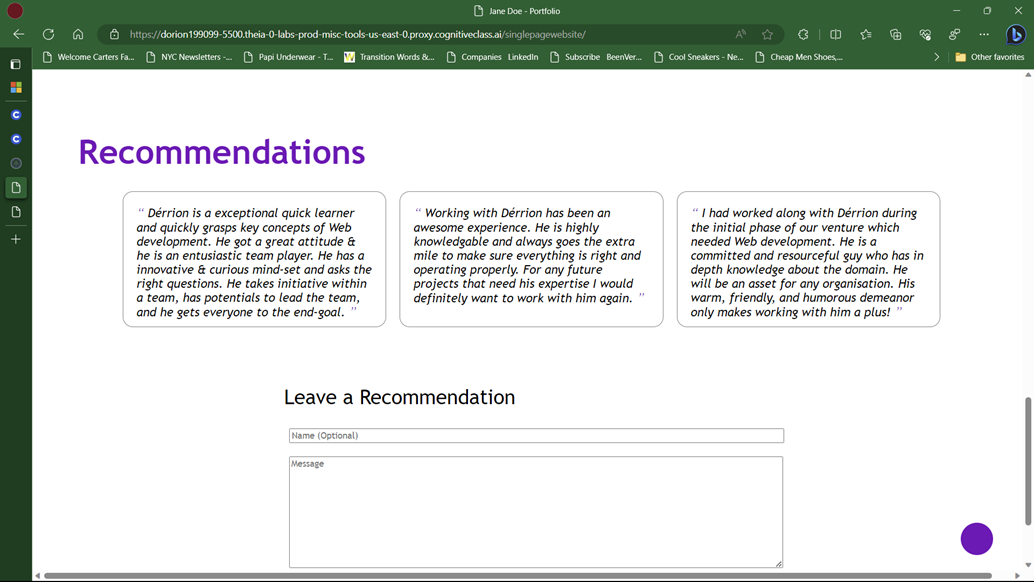 Jane Doe - Portfolio
https://dorion199099-5500.theia-0-labs-prod-misc-tools-us-east-0.proxy.cognitiveclass.ai/singlepagewebsite/
Welcome Carters Fa... NYC Newsletters -... Papi Underwear - T... Transition Words &... Companies LinkedIn Subscribe BeenVer... Cool Sneakers - Ne... Cheap Men Shoes,... Other favorites
Recommendations
“ Dérrion is a exceptional quick learner
and quickly grasps key concepts of Web
development. He got a great attitude &
he is an entusiastic team player. He has a
innovative & curious mind-set and asks the
right questions. He takes initiative within
a team, has potentials to lead the team,
and he gets everyone to the end-goal. ”
“ Working with Dérrion has been an
awesome experience. He is highly
knowledgable and always goes the extra
mile to make sure everything is right and
operating properly. For any future
projects that need his expertise I would
definitely want to work with him again. ”
“ I had worked along with Dérrion during
the initial phase of our venture which
needed Web development. He is a
committed and resourceful guy who has in
depth knowledge about the domain. He
will be an asset for any organisation. His
warm, friendly, and humorous demeanor
only makes working with him a plus! ”
Leave a Recommendation
Name (Optional)
Message